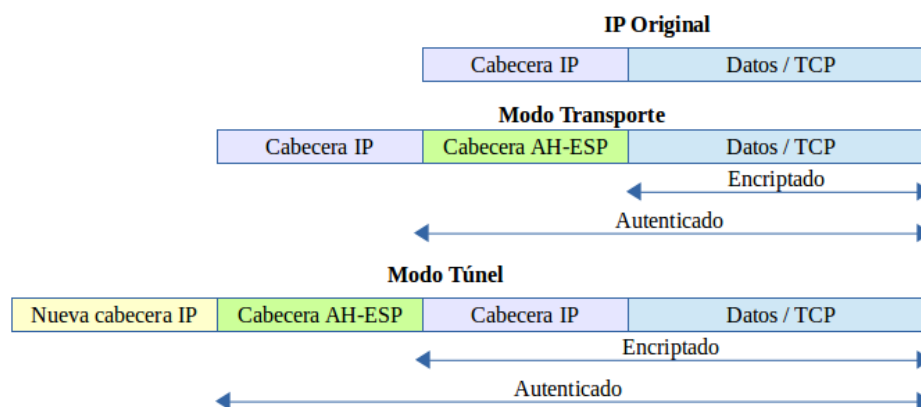 IP Original
Cabecera IP Datos / TCP
Modo Transporte
Cabecera IP Cabecera AH-ESP Datos / TCP
Encriptado
Autenticado
Modo Túnel
Nueva cabecera IP Cabecera AH-ESP Cabecera IP Datos / TCP
Encriptado
Autenticado